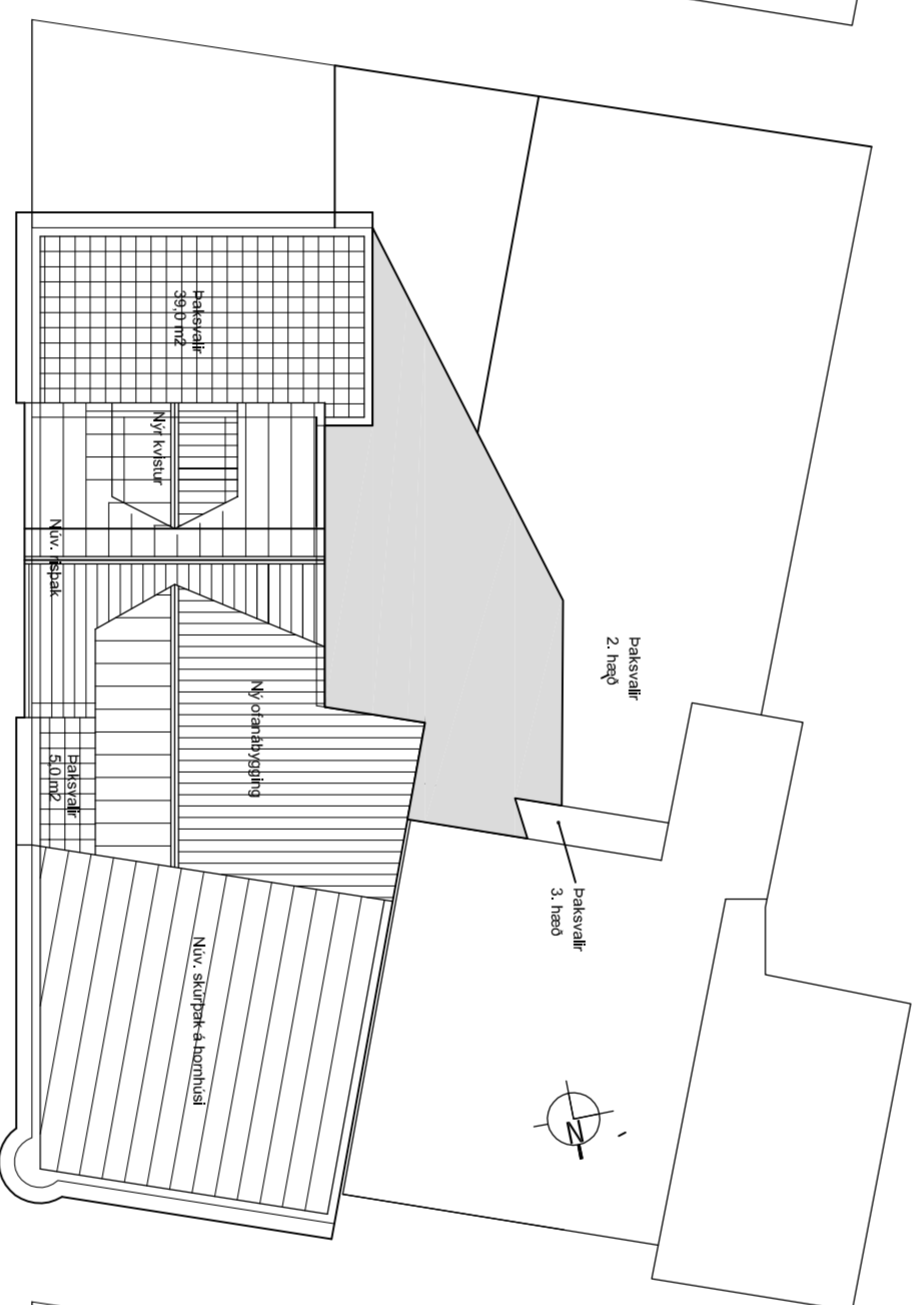 Þaksvalir
39,0 m2
Nýr kvistur
Núv. risþak
Þaksvalir
2. hæð
Ný ofanábygging
Þaksvalir
5,0 m2
Þaksvalir
3. hæð
Núv. skúrþak á hornhúsi
N